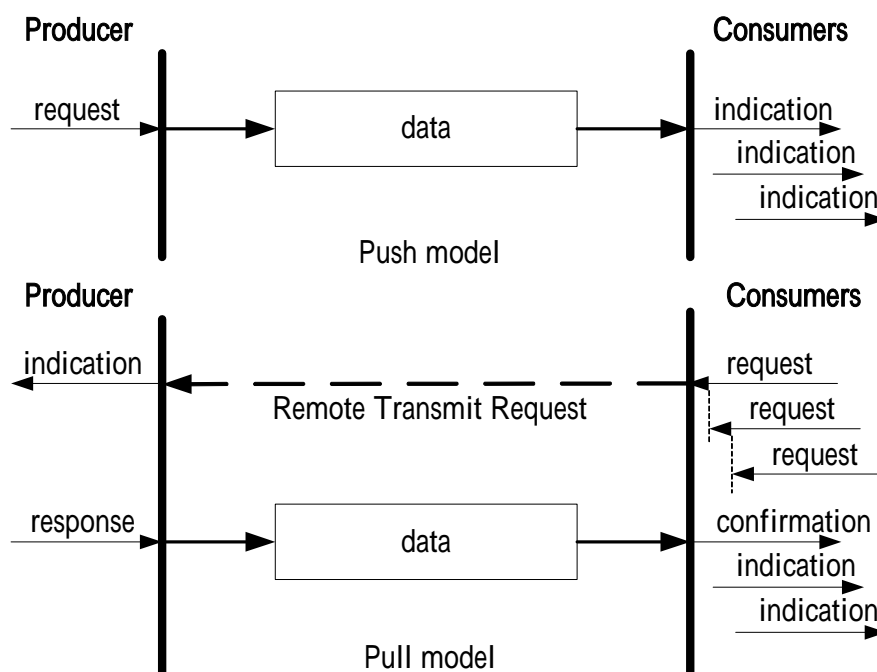 Producer
Consumers
request
data
indication
indication
indication
Push model
Producer
Consumers
indication
request
Remote Transmit Request
request
request
response
data
confirmation
indication
indication
Pull model